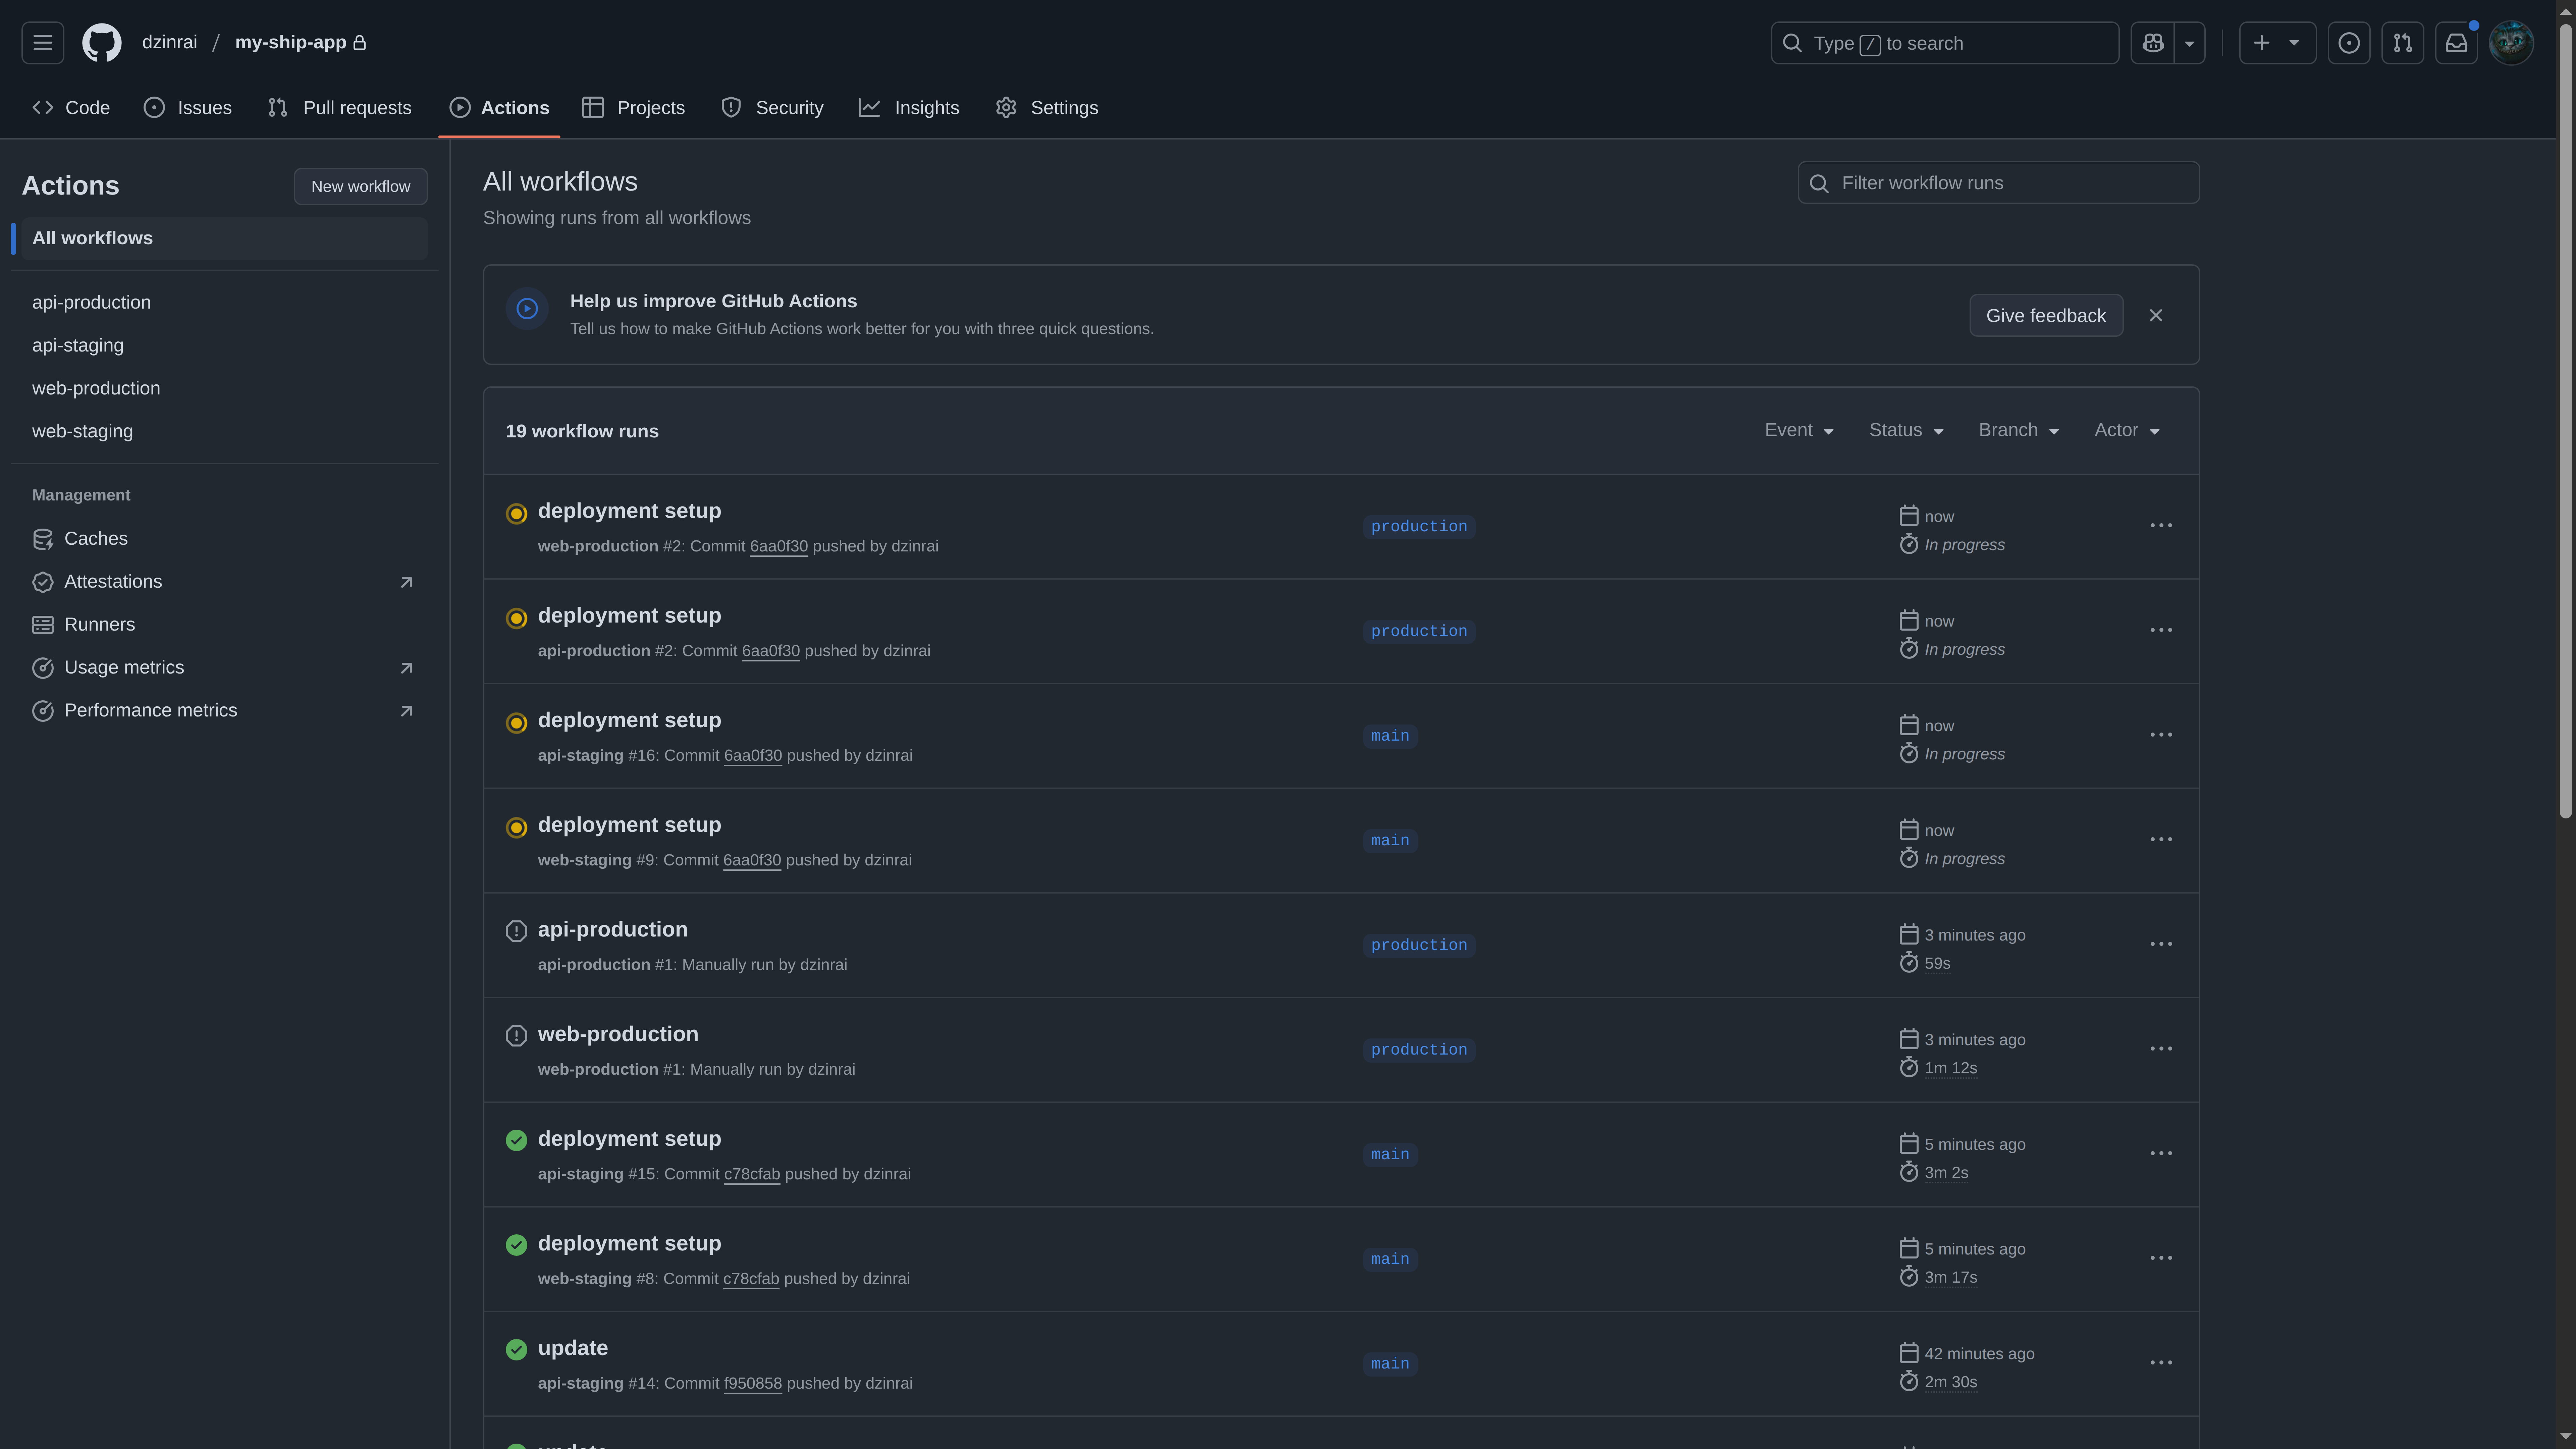 dzinrai / my-ship-app
Type / to search
Code
Issues
Pull requests
Actions
Projects
Security
Insights
Settings
Actions
New workflow
All workflows
api-production
api-staging
web-production
web-staging
Management
Caches
Attestations
Runners
Usage metrics
Performance metrics
All workflows
Showing runs from all workflows
Filter workflow runs
Help us improve GitHub Actions
Tell us how to make GitHub Actions work better for you with three quick questions.
Give feedback
19 workflow runs
Event
Status
Branch
Actor
deployment setup
web-production #2: Commit 6aa0f30 pushed by dzinrai
production
now
In progress
deployment setup
api-production #2: Commit 6aa0f30 pushed by dzinrai
production
now
In progress
deployment setup
api-staging #16: Commit 6aa0f30 pushed by dzinrai
main
now
In progress
deployment setup
web-staging #9: Commit 6aa0f30 pushed by dzinrai
main
now
In progress
api-production
api-production #1: Manually run by dzinrai
production
3 minutes ago
59s
web-production
web-production #1: Manually run by dzinrai
production
3 minutes ago
1m 12s
deployment setup
api-staging #15: Commit c78cfab pushed by dzinrai
main
5 minutes ago
3m 2s
deployment setup
web-staging #8: Commit c78cfab pushed by dzinrai
main
5 minutes ago
3m 17s
update
api-staging #14: Commit f950858 pushed by dzinrai
main
42 minutes ago
2m 30s